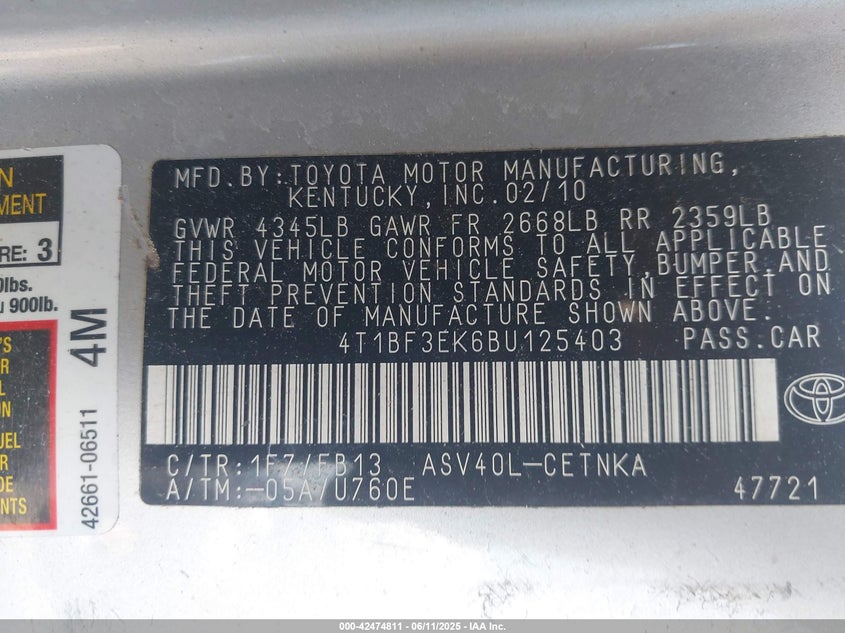 MFD.BY:TOYOTA MOTOR MANUFACTURING,
KENTUCKY,INC.02/10
GVWR 4345LB GAWR FR 2668LB RR 2359LB
THIS VEHICLE CONFORMS TO ALL APPLICABLE
FEDERAL MOTOR VEHICLE SAFETY,BUMPER,AND
THEFT PREVENTION STANDARDS IN EFFECT ON
THE DATE OF MANUFACTURE SHOWN ABOVE.
4T1BF3EK6BU125403 PASS.CAR
C/TR:1F7/FB13 ASV40L-CETNKA
A/TM:-05A/U760E 47721
RE: 3
lbs.
900lb.
4M
42661-06511
000-42474811 - 06/11/2025 - IAA Inc.